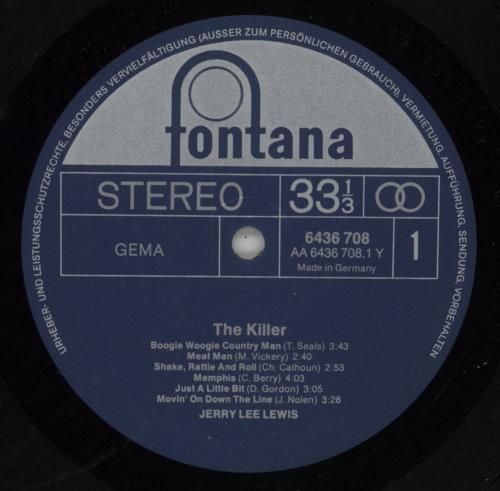 URHEBER- UND LEISTUNGSSCHUTZRECHTE, BESONDERS VERVIELFÄLTIGUNG (AUSSER ZUM PERSÖNLICHEN GEBRAUCH), VERMIETUNG, AUFFÜHRUNG, SENDUNG, VORBEHALTEN
fontana
STEREO 33 1/3
GEMA 6436 708 1
AA 6436 708.1 Y
Made in Germany
The Killer
Boogie Woogie Country Man (T. Seals) 3:43
Meat Man (M. Vickery) 2:40
Shake, Rattle And Roll (Ch. Calhoun) 2:53
Memphis (C. Berry) 4:03
Just A Little Bit (D. Gordon) 3:05
Movin' On Down The Line (J. Nolen) 3:28
JERRY LEE LEWIS